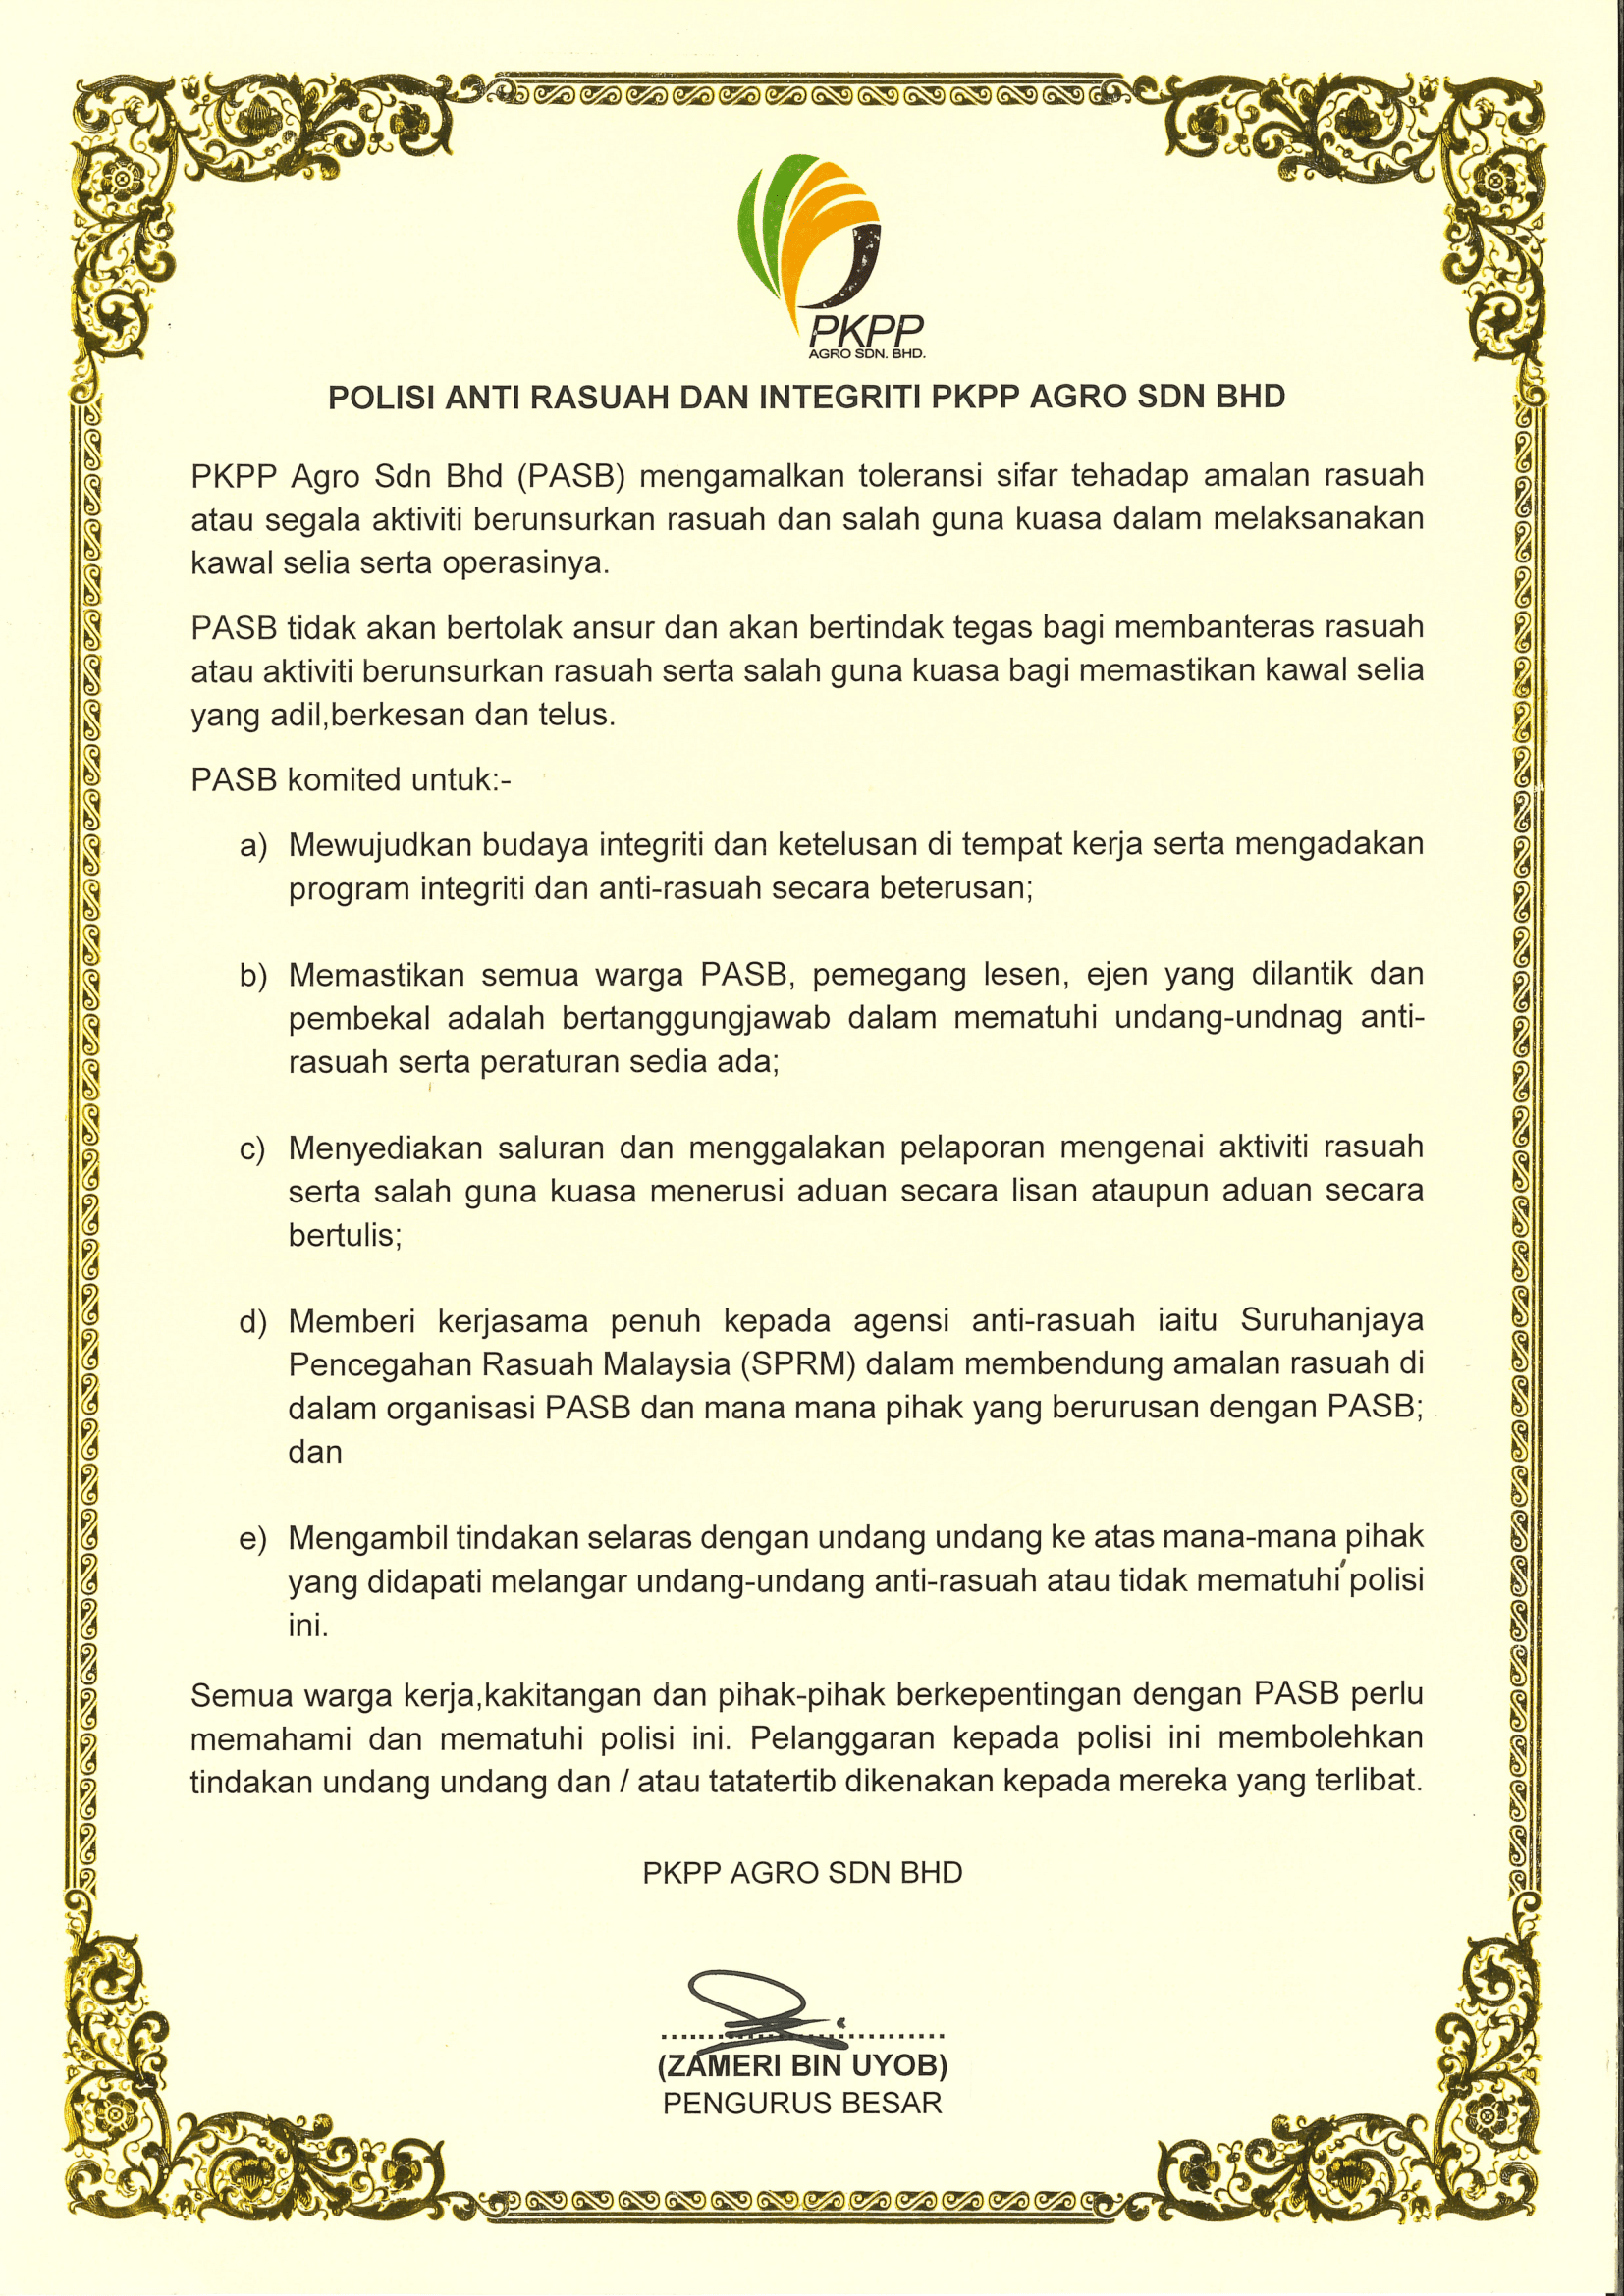 PKPP
AGRO SDN. BHD.
POLISI ANTI RASUAH DAN INTEGRITI PKPP AGRO SDN BHD
PKPP Agro Sdn Bhd (PASB) mengamalkan toleransi sifar tehadap amalan rasuah
atau segala aktiviti berunsurkan rasuah dan salah guna kuasa dalam melaksanakan
kawal selia serta operasinya.
PASB tidak akan bertolak ansur dan akan bertindak tegas bagi membanteras rasuah
atau aktiviti berunsurkan rasuah serta salah guna kuasa bagi memastikan kawal selia
yang adil,berkesan dan telus.
PASB komited untuk:-
a) Mewujudkan budaya integriti dan ketelusan di tempat kerja serta mengadakan
program integriti dan anti-rasuah secara beterusan;
b) Memastikan semua warga PASB, pemegang lesen, ejen yang dilantik dan
pembekal adalah bertanggungjawab dalam mematuhi undang-undnag anti-
rasuah serta peraturan sedia ada;
c) Menyediakan saluran dan menggalakan pelaporan mengenai aktiviti rasuah
serta salah guna kuasa menerusi aduan secara lisan ataupun aduan secara
bertulis;
d) Memberi kerjasama penuh kepada agensi anti-rasuah iaitu Suruhanjaya
Pencegahan Rasuah Malaysia (SPRM) dalam membendung amalan rasuah di
dalam organisasi PASB dan mana mana pihak yang berurusan dengan PASB;
dan
e) Mengambil tindakan selaras dengan undang undang ke atas mana-mana pihak
yang didapati melangar undang-undang anti-rasuah atau tidak mematuhi polisi
ini.
Semua warga kerja,kakitangan dan pihak-pihak berkepentingan dengan PASB perlu
memahami dan mematuhi polisi ini. Pelanggaran kepada polisi ini membolehkan
tindakan undang undang dan / atau tatatertib dikenakan kepada mereka yang terlibat.
PKPP AGRO SDN BHD
(ZAMERI BIN UYOB)
PENGURUS BESAR